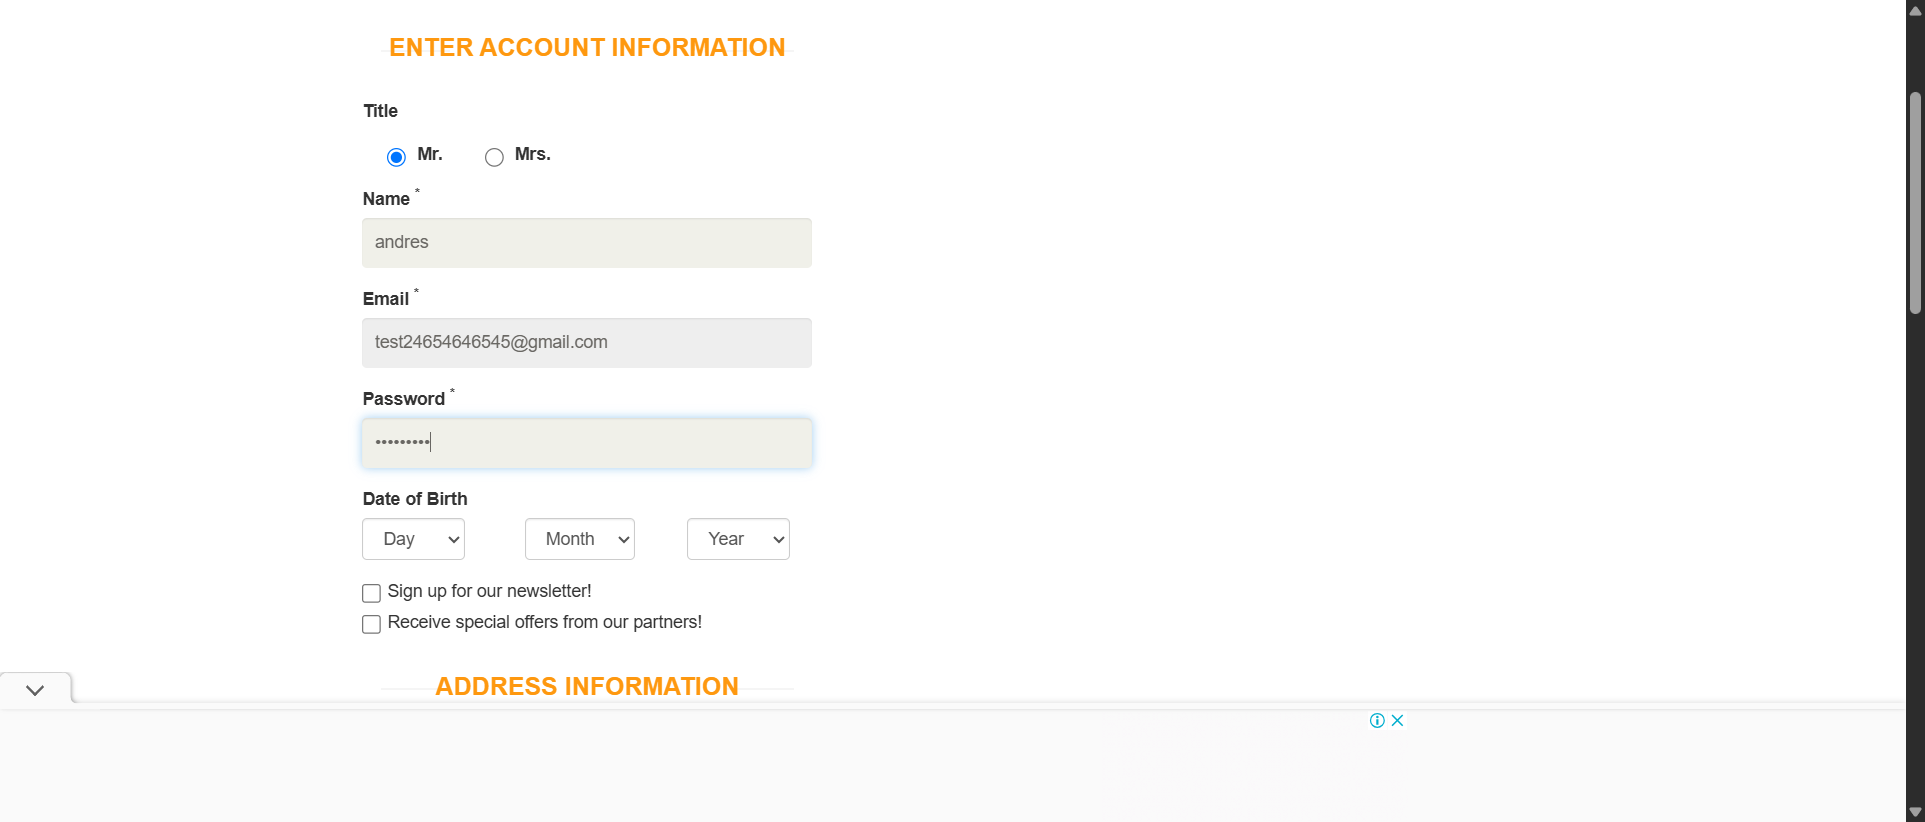 ENTER ACCOUNT INFORMATION
Title
Mr. Mrs.
Name *
andres
Email *
test24654646545@gmail.com
Password *
•••••••••
Date of Birth
Day Month Year
Sign up for our newsletter!
Receive special offers from our partners!
ADDRESS INFORMATION